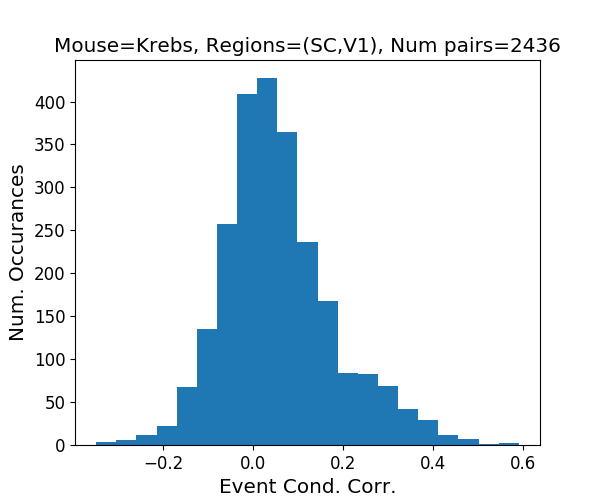 Mouse=Krebs, Regions=(SC,V1), Num pairs=2436
400
350
300
250
200
150
100
50
0
Num. Occurances
−0.2 0.0 0.2 0.4 0.6
Event Cond. Corr.